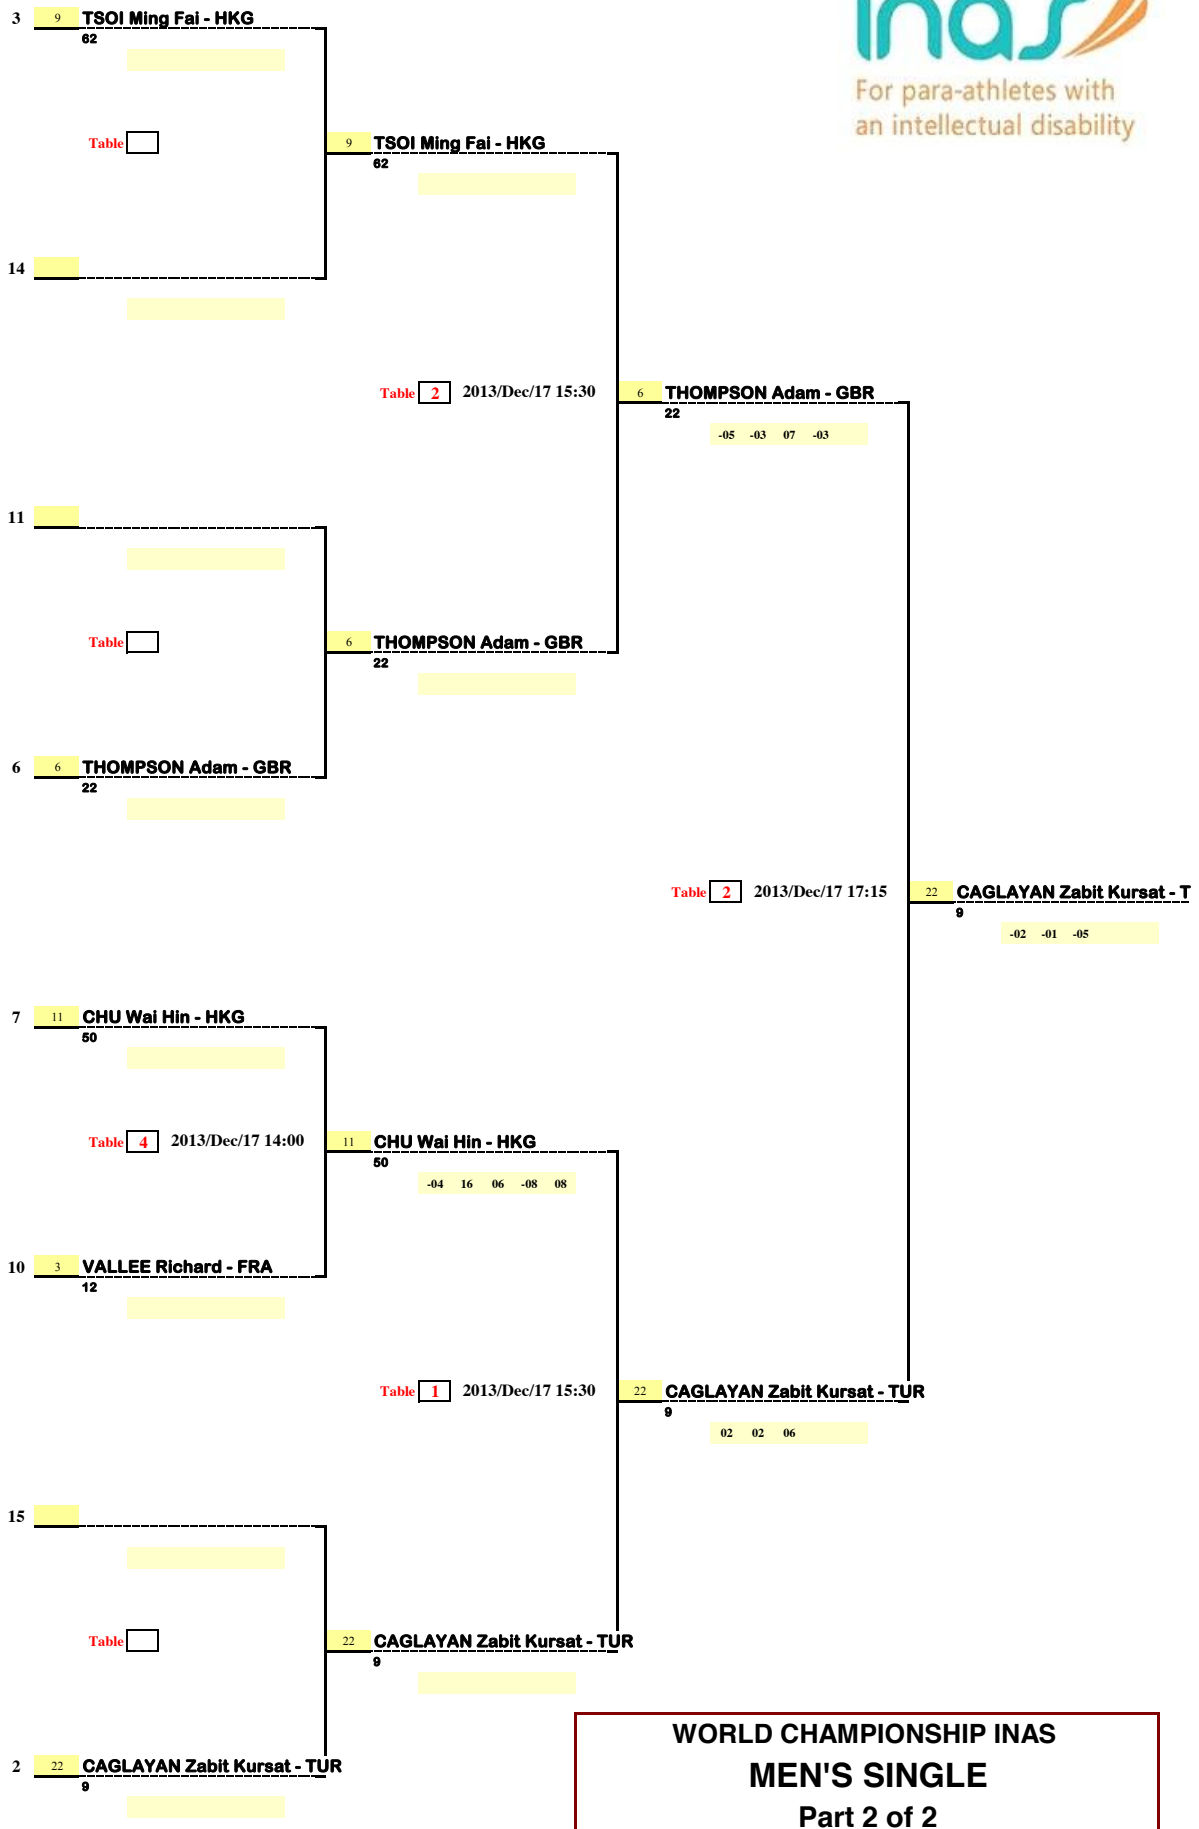 inas
For para-athletes with
an intellectual disability
3 9 TSOI Ming Fai - HKG
62
Table
9 TSOI Ming Fai - HKG
62
14
Table 2 2013/Dec/17 15:30
6 THOMPSON Adam - GBR
22
-05 -03 07 -03
11
Table
6 THOMPSON Adam - GBR
22
6 6 THOMPSON Adam - GBR
22
Table 2 2013/Dec/17 17:15
22 CAGLAYAN Zabit Kursat - T
9
-02 -01 -05
7 11 CHU Wai Hin - HKG
50
Table 4 2013/Dec/17 14:00
11 CHU Wai Hin - HKG
50
-04 16 06 -08 08
10 3 VALLEE Richard - FRA
12
Table 1 2013/Dec/17 15:30
22 CAGLAYAN Zabit Kursat - TUR
9
02 02 06
15
Table
22 CAGLAYAN Zabit Kursat - TUR
9
2 22 CAGLAYAN Zabit Kursat - TUR
9
WORLD CHAMPIONSHIP INAS
MEN'S SINGLE
Part 2 of 2